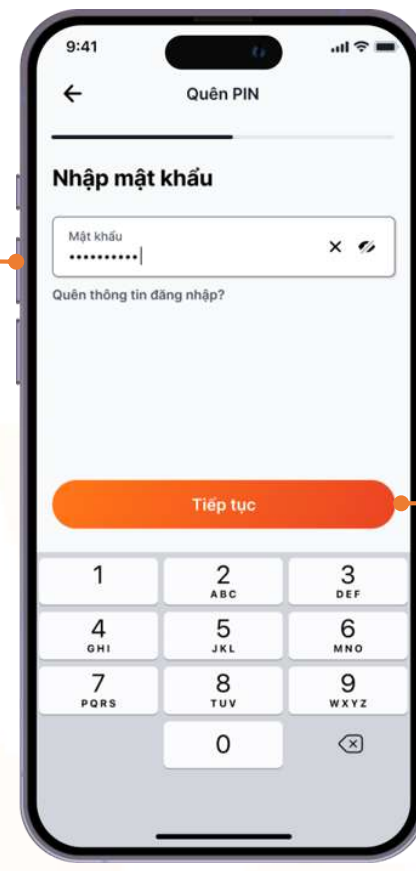 9:41
Quên PIN
Nhập mật khẩu
Mật khẩu
••••••••••
Quên thông tin đăng nhập?
Tiếp tục
1 2 3
ABC DEF
4 5 6
GHI JKL MNO
7 8 9
PQRS TUV WXYZ
0